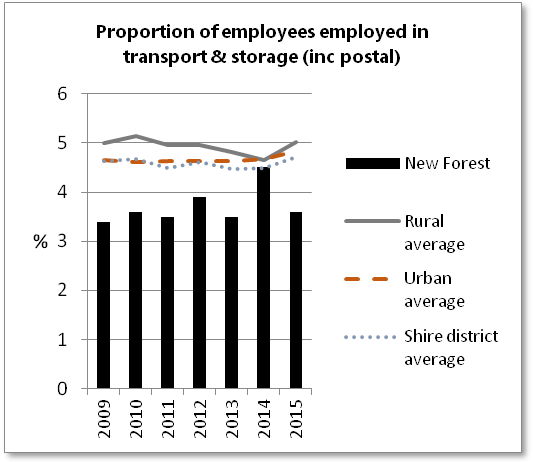 Proportion of employees employed in
transport & storage (inc postal)
6
5
4
3
2
1
0
%
2009
2010
2011
2012
2013
2014
2015
New Forest
Rural
average
Urban
average
Shire district
average